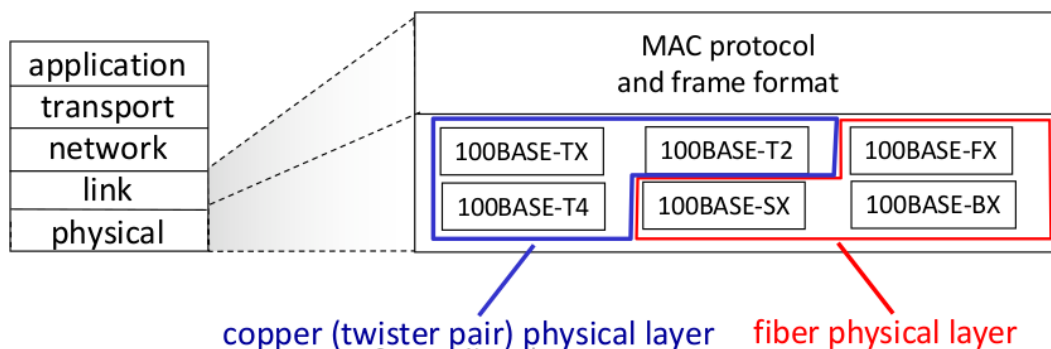 application
transport
network
link
physical
MAC protocol
and frame format
100BASE-TX
100BASE-T2
100BASE-FX
100BASE-T4
100BASE-SX
100BASE-BX
copper (twister pair) physical layer
fiber physical layer